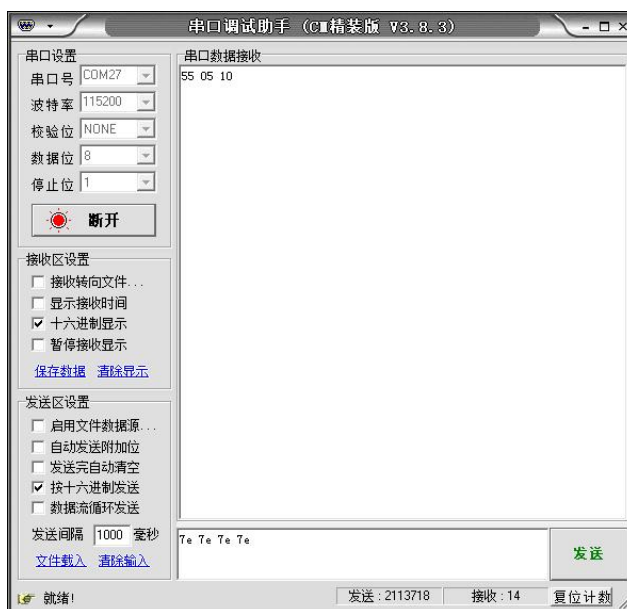 串口调试助手（CM精装版 V3.8.3）
串口设置
串口号 COM27
波特率 115200
校验位 NONE
数据位 8
停止位 1
断开
接收区设置
接收转向文件...
显示接收时间
十六进制显示
暂停接收显示
保存数据 清除显示
发送区设置
启用文件数据源...
自动发送附加位
发送完自动清空
按十六进制发送
数据流循环发送
发送间隔 1000 毫秒
文件载入 清除输入
串口数据接收
55 05 10
7e 7e 7e 7e
发送
就绪!
发送:2113718
接收:14
复位计数